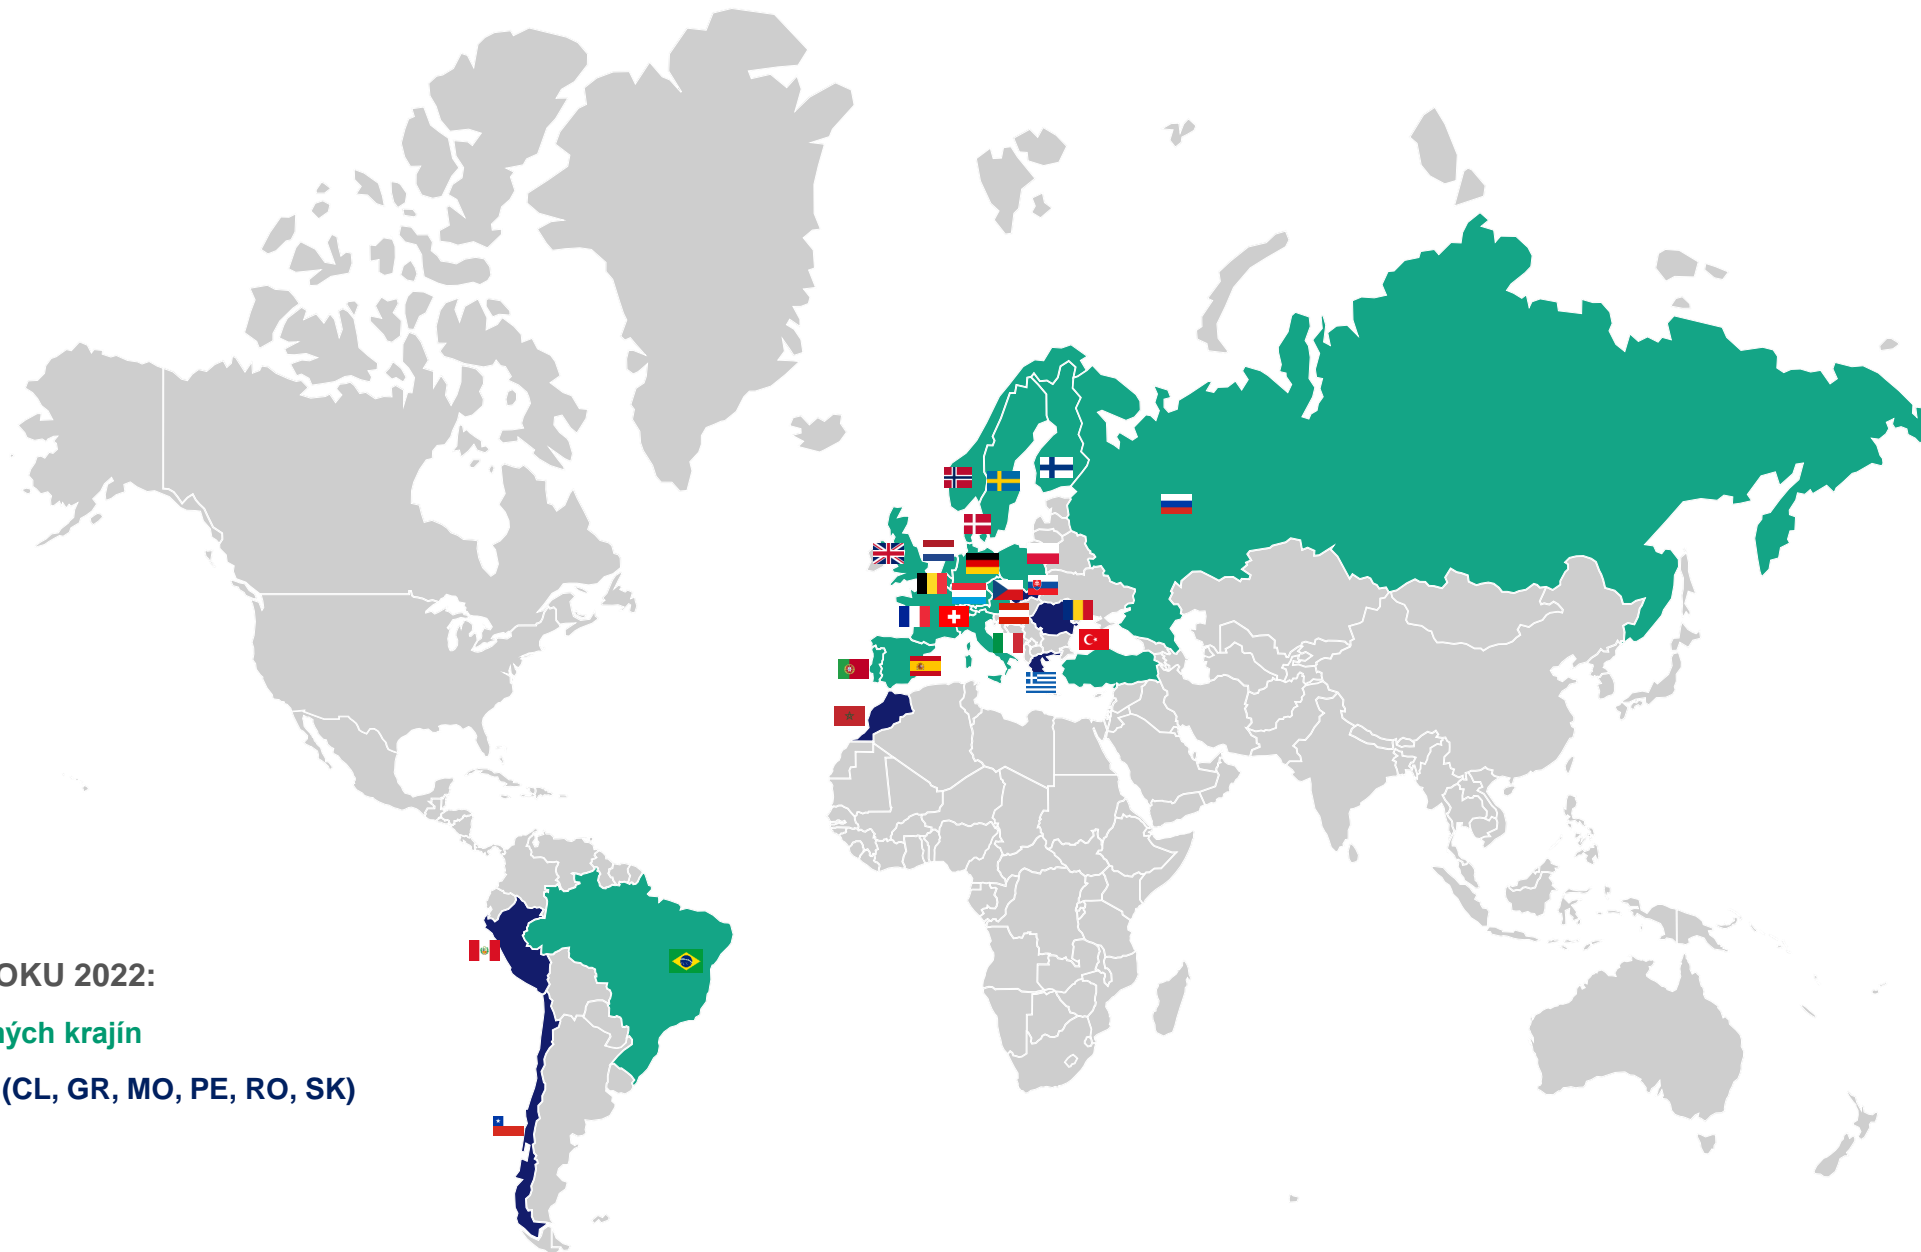 OKU 2022:
ných krajín
(CL, GR, MO, PE, RO, SK)